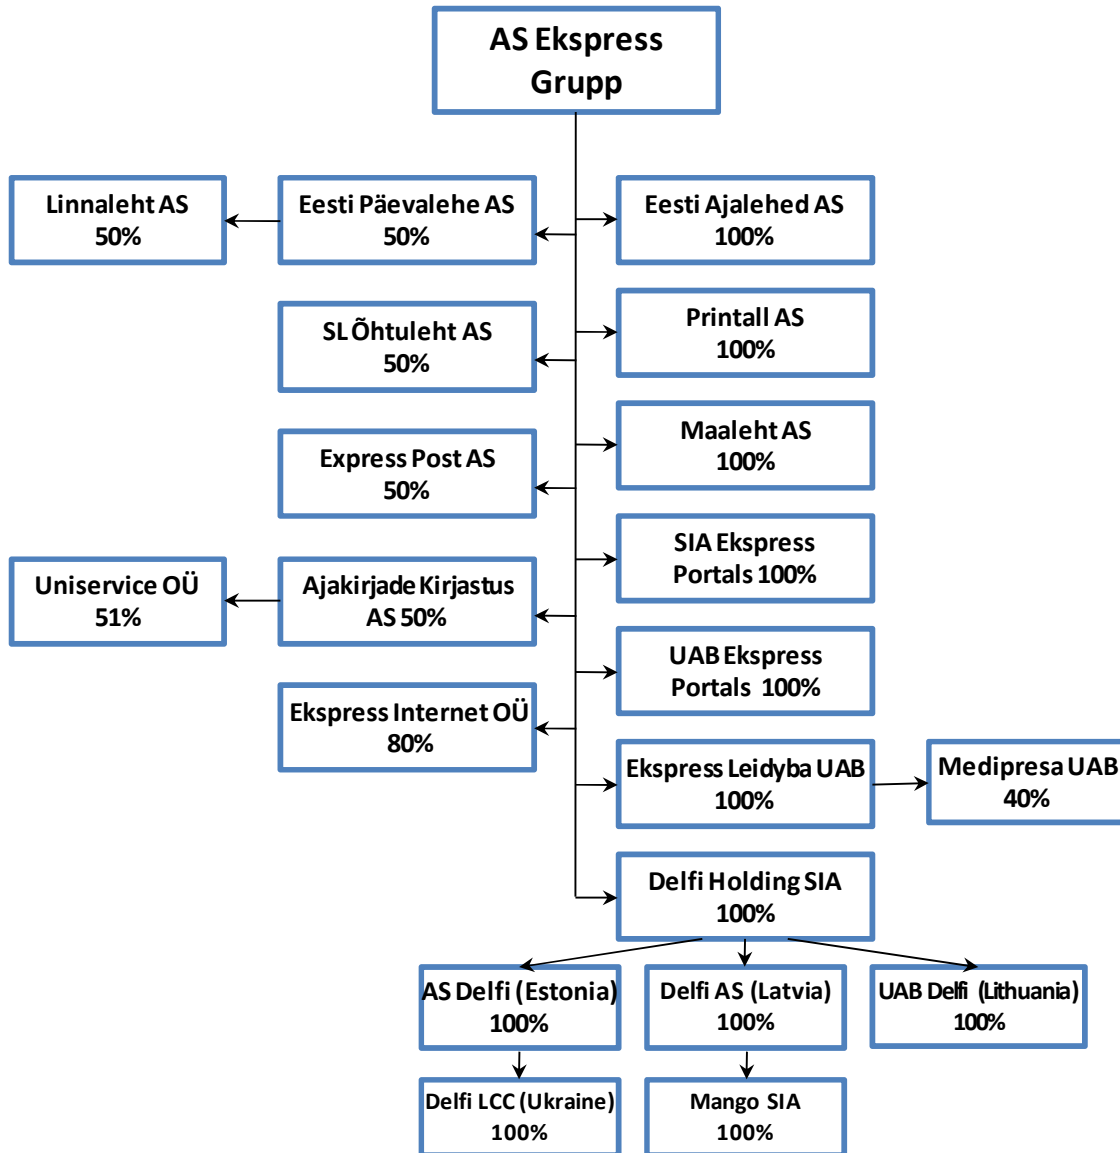 AS Ekspress
Grupp
Linnaleht AS
50%
Eesti Päevalehe AS
50%
Eesti Ajalehed AS
100%
SL Õhtuleht AS
50%
Printall AS
100%
Express Post AS
50%
Maaleht AS
100%
Uniservice OÜ
51%
Ajakirjade Kirjastus
AS 50%
SIA Ekspress
Portals 100%
Ekspress Internet OÜ
80%
UAB Ekspress
Portals 100%
Ekspress Leidyba UAB
100%
Medipresa UAB
40%
Delfi Holding SIA
100%
AS Delfi (Estonia)
100%
Delfi AS (Latvia)
100%
UAB Delfi (Lithuania)
100%
Delfi LCC (Ukraine)
100%
Mango SIA
100%